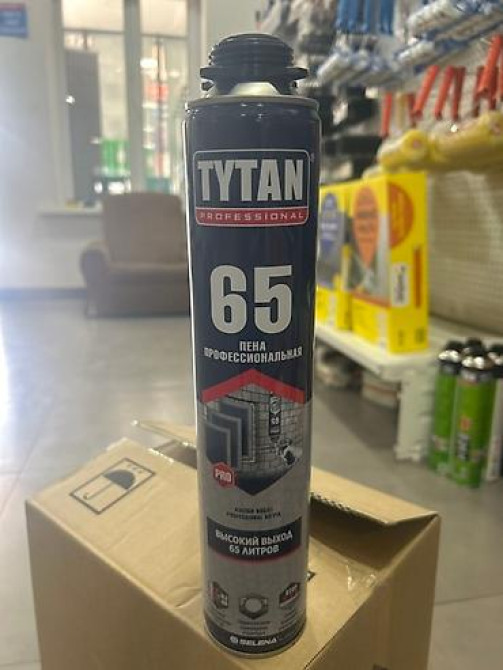 TYTAN
PROFESSIONAL
65
ПЕНА
ПРОФЕССИОНАЛЬНАЯ
PRO
ВЫСОКИЙ ВЫХОД
65 ЛИТРОВ
SELENA